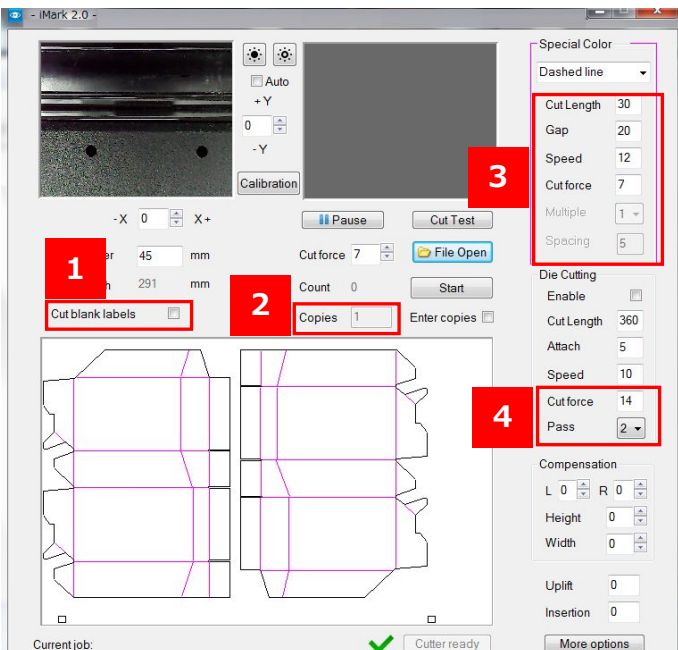 - iMark 2.0 -
Auto
+ Y
0
- Y
Calibration
- X 0 X+
Pause
Cut Test
1
45 mm
Cut force 7
File Open
291 mm
2
Count 0
Start
Cut blank labels
Copies 1
Enter copies
Special Color
Dashed line
3
Cut Length 30
Gap 20
Speed 12
Cut force 7
Multiple 1
Spacing 5
Die Cutting
Enable
Cut Length 360
Attach 5
Speed 10
4
Cut force 14
Pass 2
Compensation
L 0 R 0
Height 0
Width 0
Uplift 0
Insertion 0
Current job:
Cutter ready
More options